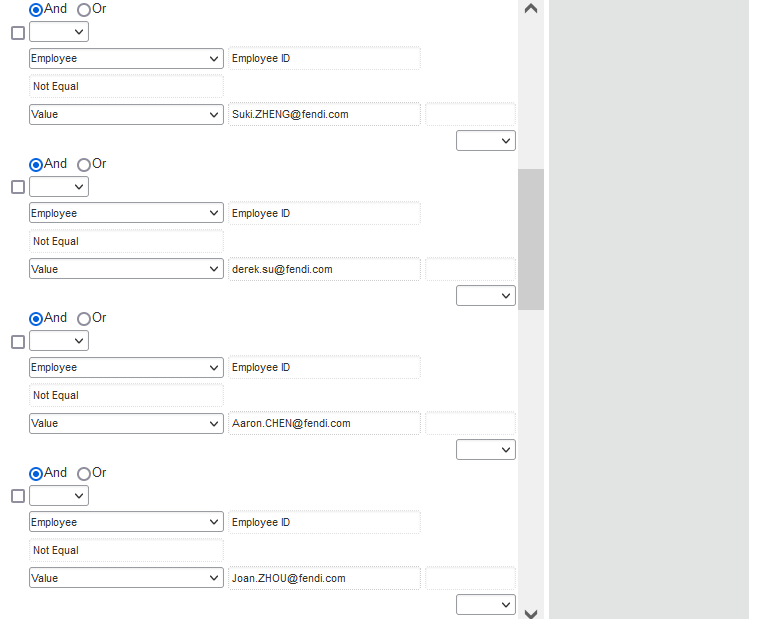 And Or
Employee Employee ID
Not Equal
Value Suki.ZHENG@fendi.com
And Or
Employee Employee ID
Not Equal
Value derek.su@fendi.com
And Or
Employee Employee ID
Not Equal
Value Aaron.CHEN@fendi.com
And Or
Employee Employee ID
Not Equal
Value Joan.ZHOU@fendi.com